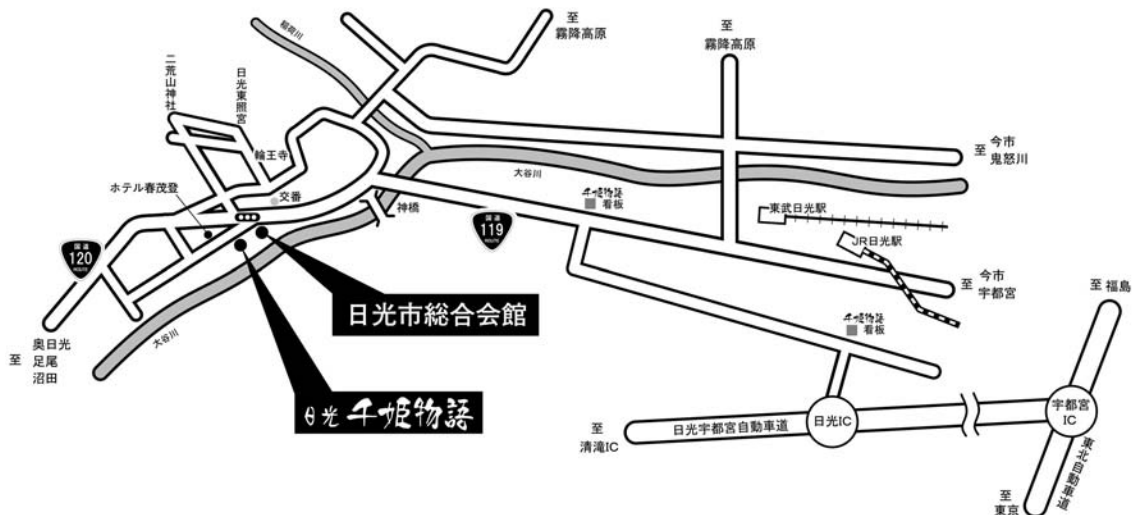 至
霧降高原
至
霧降高原
稲荷川
二荒山神社
日光東照宮
輪王寺
至 今市
鬼怒川
大谷川
ホテル春茂登
交番
神橋
千姫物語
看板
東武日光駅
JR日光駅
国道
120
ROUTE
国道
119
ROUTE
日光市総合会館
大谷川
至 今市
宇都宮
至 福島
千姫物語
看板
至 奥日光
足尾
沼田
日光 千姫物語
宇都宮
IC
日光宇都宮自動車道
日光IC
至
清滝IC
東北自動車道
至
東京